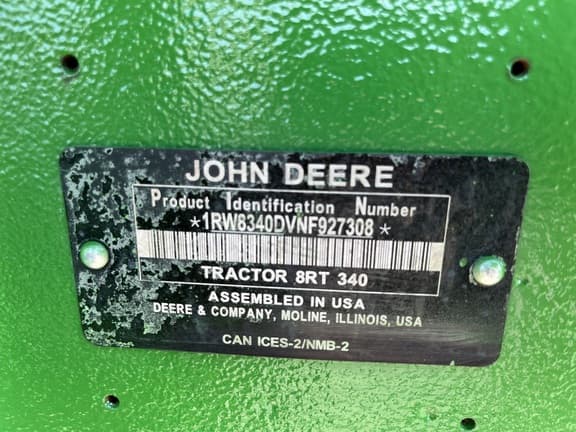 JOHN DEERE
Product Identification Number
*1RW8340DVNF927308*
TRACTOR 8RT 340
ASSEMBLED IN USA
DEERE & COMPANY, MOLINE, ILLINOIS, USA
CAN ICES-2/NMB-2